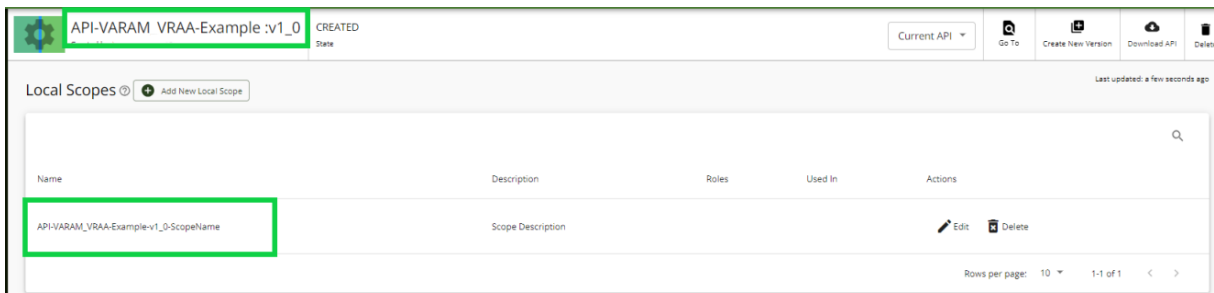 API-VARAM VRAA-Example :v1_0
CREATED
State
Current API
Go To
Create New Version
Download API
Last updated: a few seconds ago
Local Scopes
Add New Local Scope
Name Description Roles Used In Actions
API-VARAM_VRAA-Example-v1_0-ScopeName Scope Description Edit Delete
Rows per page: 10 1-1 of 1